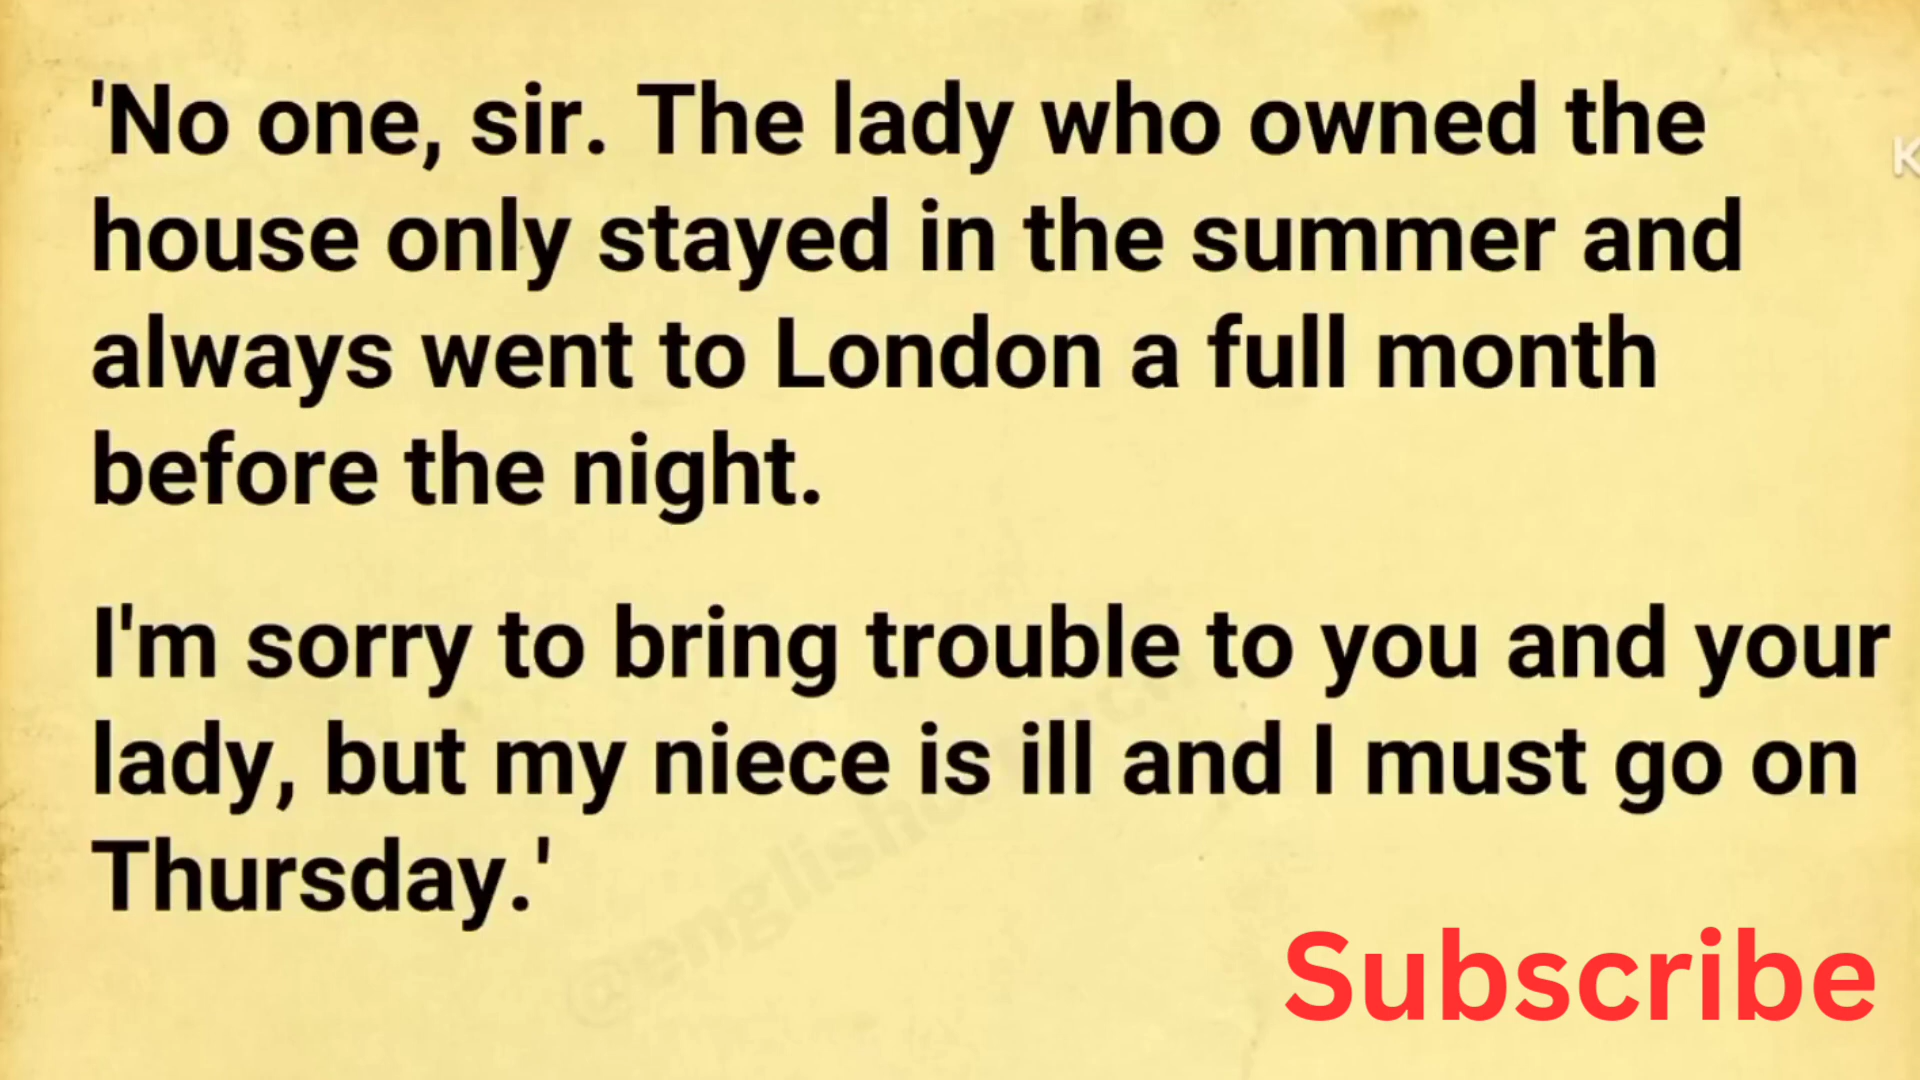 'No one, sir. The lady who owned the
house only stayed in the summer and
always went to London a full month
before the night.
I'm sorry to bring trouble to you and your
lady, but my niece is ill and I must go on
Thursday.'
Subscribe